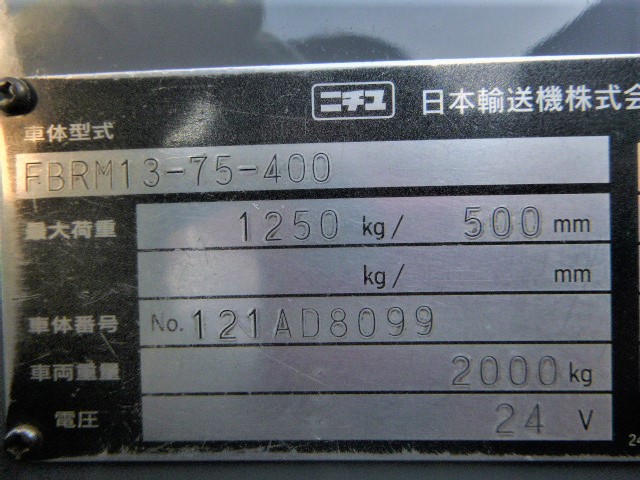 ニチユ 日本輸送機株式会
車体型式
FBRM13-75-400
最大荷重 1250 kg/ 500 mm
kg/ mm
車体番号 No. 121AD8099
車両重量 2000 kg
電圧 24 V
24